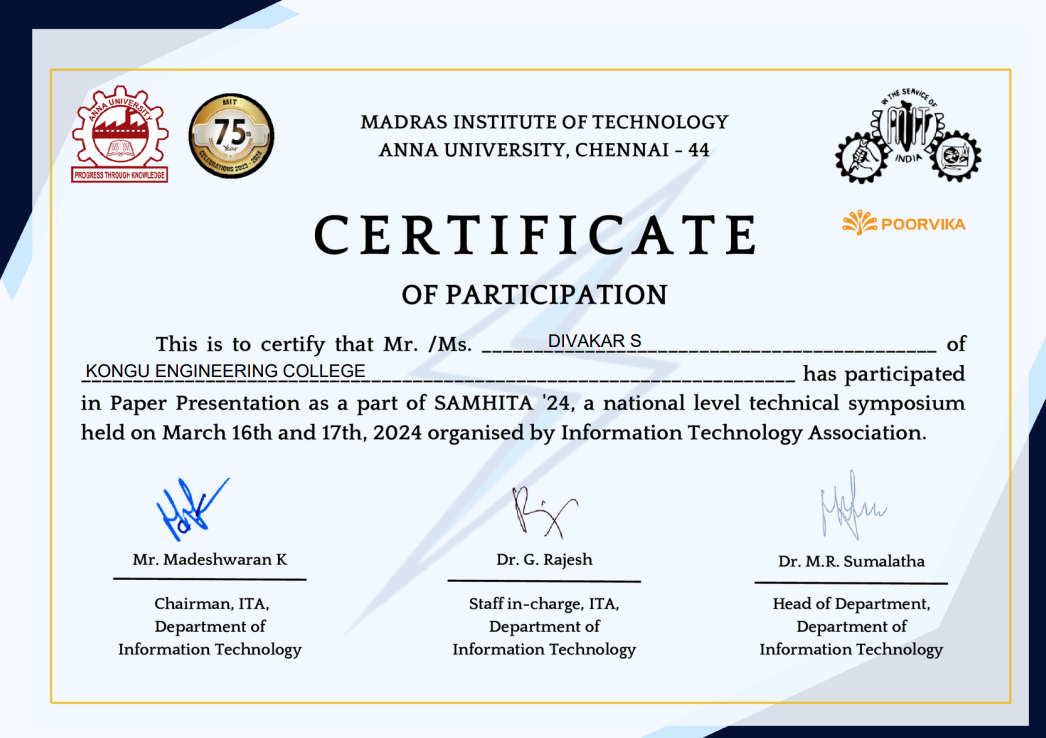 ANNA UNIVERSITY
PROGRESS THROUGH KNOWLEDGE
MIT
75th
Year
CELEBRATIONS 2023 - 2024
MADRAS INSTITUTE OF TECHNOLOGY
ANNA UNIVERSITY, CHENNAI - 44
IN THE SERVICE OF
INDIA
POORVIKA
CERTIFICATE
OF PARTICIPATION
This is to certify that Mr. /Ms. DIVAKAR S of
KONGU ENGINEERING COLLEGE has participated
in Paper Presentation as a part of SAMHITA '24, a national level technical symposium
held on March 16th and 17th, 2024 organised by Information Technology Association.
Mr. Madeshwaran K
Chairman, ITA,
Department of
Information Technology
Dr. G. Rajesh
Staff in-charge, ITA,
Department of
Information Technology
Dr. M.R. Sumalatha
Head of Department,
Department of
Information Technology